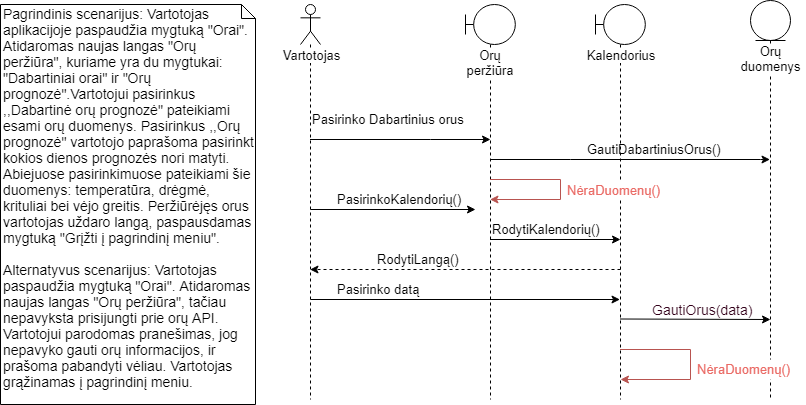 Pagrindinis scenarijus: Vartotojas
aplikacijoje paspaudžia mygtuką "Orai".
Atidaromas naujas langas "Orų
peržiūra", kuriame yra du mygtukai:
"Dabartiniai orai" ir "Orų
prognozė".Vartotojui pasirinkus
,,Dabartinė orų prognozė" pateikiami
esami orų duomenys. Pasirinkus ,,Orų
prognozė" vartotojo paprašoma pasirinkt
kokios dienos prognozės nori matyti.
Abiejuose pasirinkimuose pateikiami šie
duomenys: temperatūra, drėgmė,
krituliai bei vėjo greitis. Peržiūrėjęs orus
vartotojas uždaro langą, paspausdamas
mygtuką "Grįžti į pagrindinį meniu".
Alternatyvus scenarijus: Vartotojas
paspaudžia mygtuką "Orai". Atidaromas
naujas langas "Orų peržiūra", tačiau
nepavyksta prisijungti prie orų API.
Vartotojui parodomas pranešimas, jog
nepavyko gauti orų informacijos, ir
prašoma pabandyti vėliau. Vartotojas
grąžinamas į pagrindinį meniu.
Vartotojas
Orų
peržiūra
Kalendorius
Orų
duomenys
Pasirinko Dabartinius orus
GautiDabartiniusOrus()
NėraDuomenų()
PasirinkoKalendorių()
RodytiKalendorių()
RodytiLangą()
Pasirinko datą
GautiOrus(data)
NėraDuomenų()